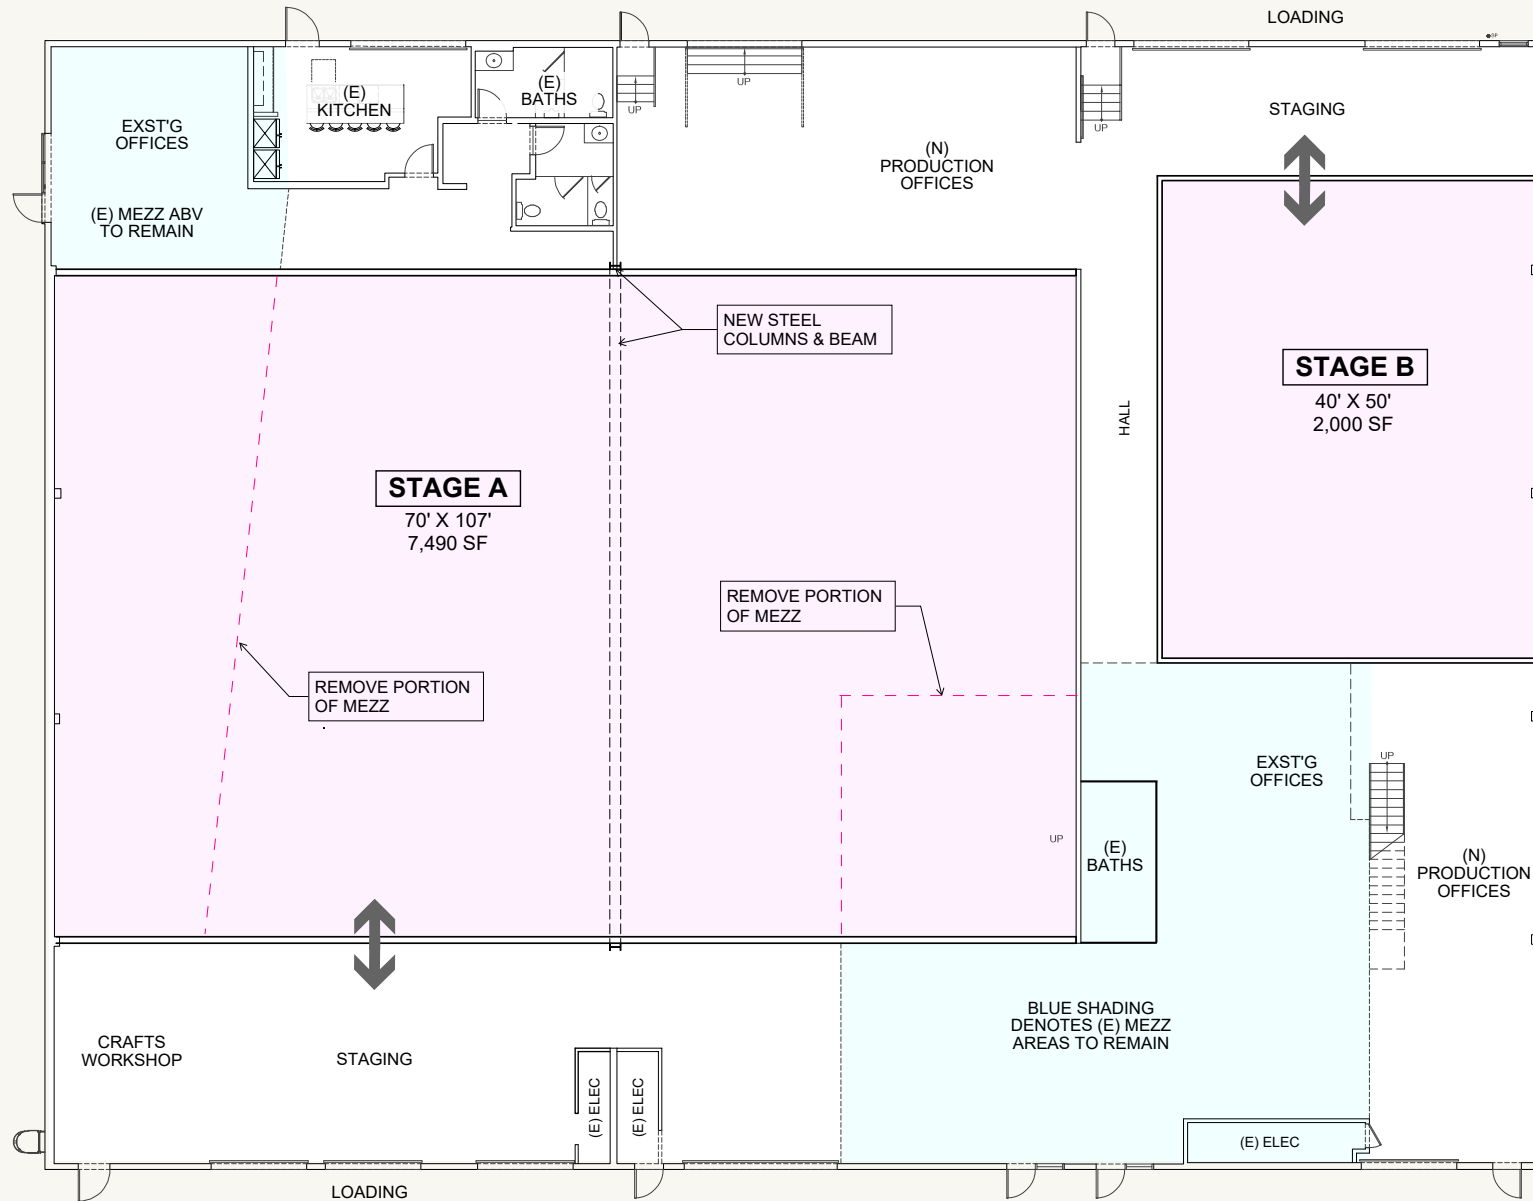 LOADING
SP
UP
UP
UP
(E)
KITCHEN
(E)
BATHS
EXST'G
OFFICES
STAGING
(N)
PRODUCTION
OFFICES
(E) MEZZ ABV
TO REMAIN
NEW STEEL
COLUMNS & BEAM
STAGE B
40' X 50'
2,000 SF
HALL
STAGE A
70' X 107'
7,490 SF
REMOVE PORTION
OF MEZZ
REMOVE PORTION
OF MEZZ
EXST'G
OFFICES
UP
UP
(E)
BATHS
(N)
PRODUCTION
OFFICES
BLUE SHADING
DENOTES (E) MEZZ
AREAS TO REMAIN
CRAFTS
WORKSHOP
STAGING
(E) ELEC
(E) ELEC
(E) ELEC
LOADING